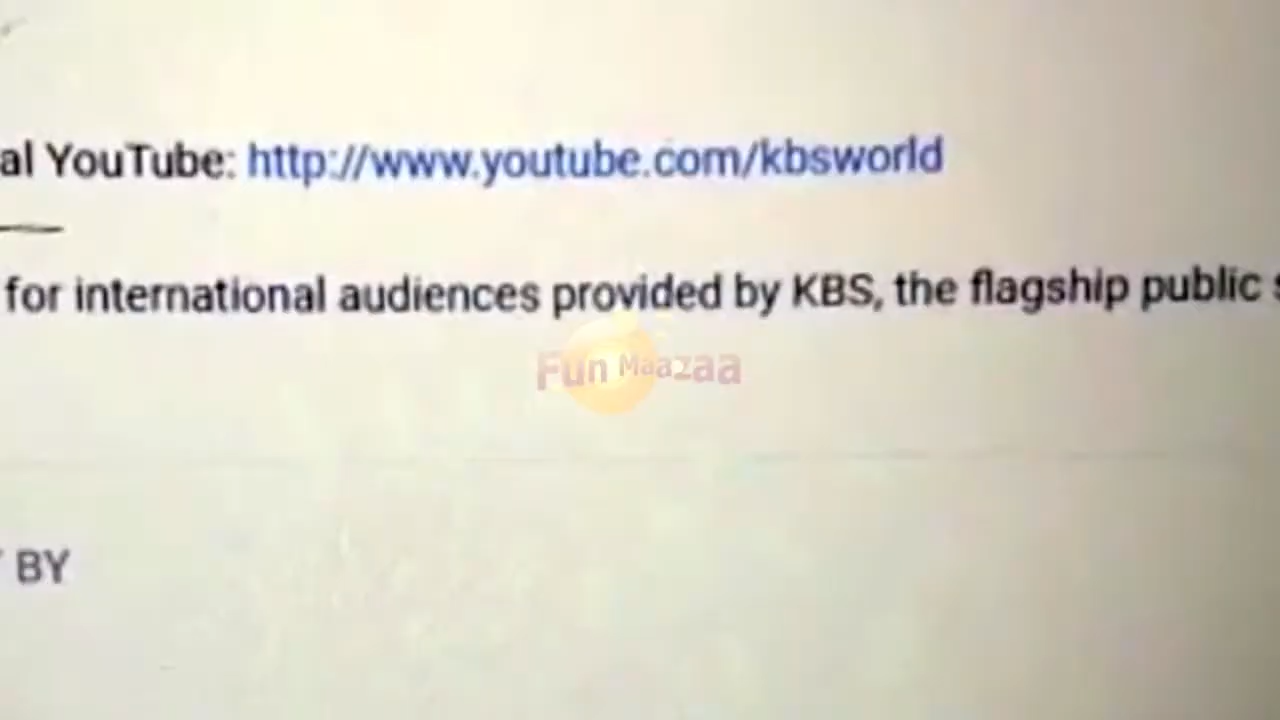 al YouTube: http://www.youtube.com/kbsworld
for international audiences provided by KBS, the flagship public
Fun Maazaa
BY